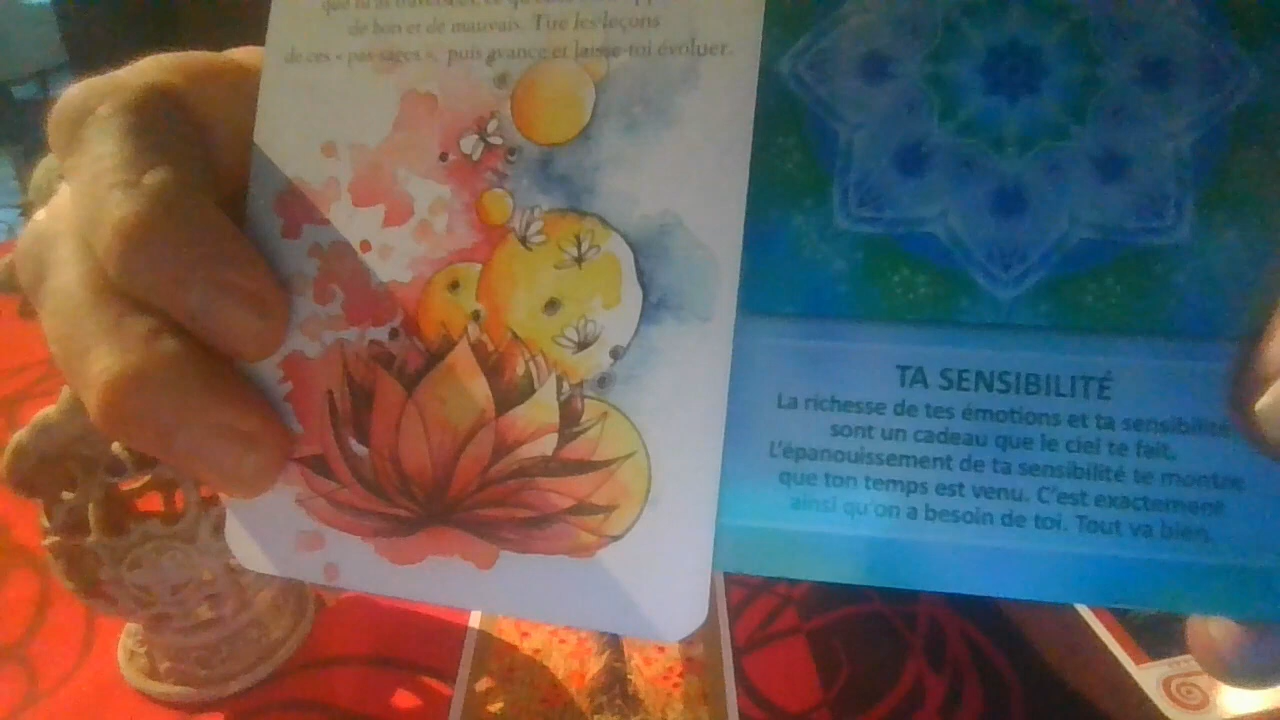 de bon et de mauvais. Tire les leçons
de ces « pas-sages », puis avance et laisse-toi évoluer.
TA SENSIBILITÉ
La richesse de tes émotions et ta sensibilité
sont un cadeau que le ciel te fait.
L'épanouissement de ta sensibilité te montre
que ton temps est venu. C'est exactement
ainsi qu'on a besoin de toi. Tout va bien.